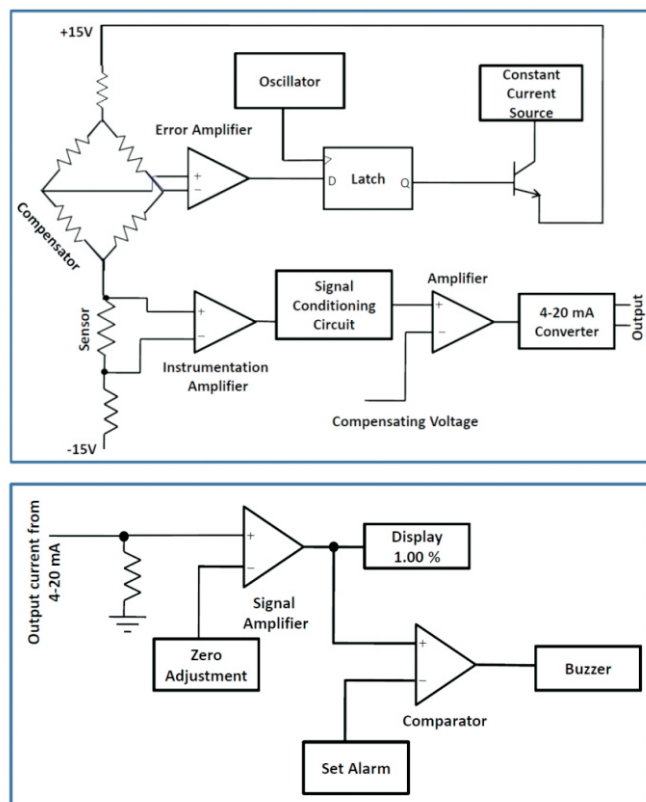 +15V
Oscillator
Constant
Current
Source
Error Amplifier
+
−
D
Latch
Q
Compensator
Sensor
+
−
Instrumentation
Amplifier
Signal
Conditioning
Circuit
Amplifier
+
−
4-20 mA
Converter
Output
Compensating Voltage
-15V
Output current from
4-20 mA
+
−
Signal
Amplifier
Display
1.00 %
Zero
Adjustment
+
−
Comparator
Buzzer
Set Alarm